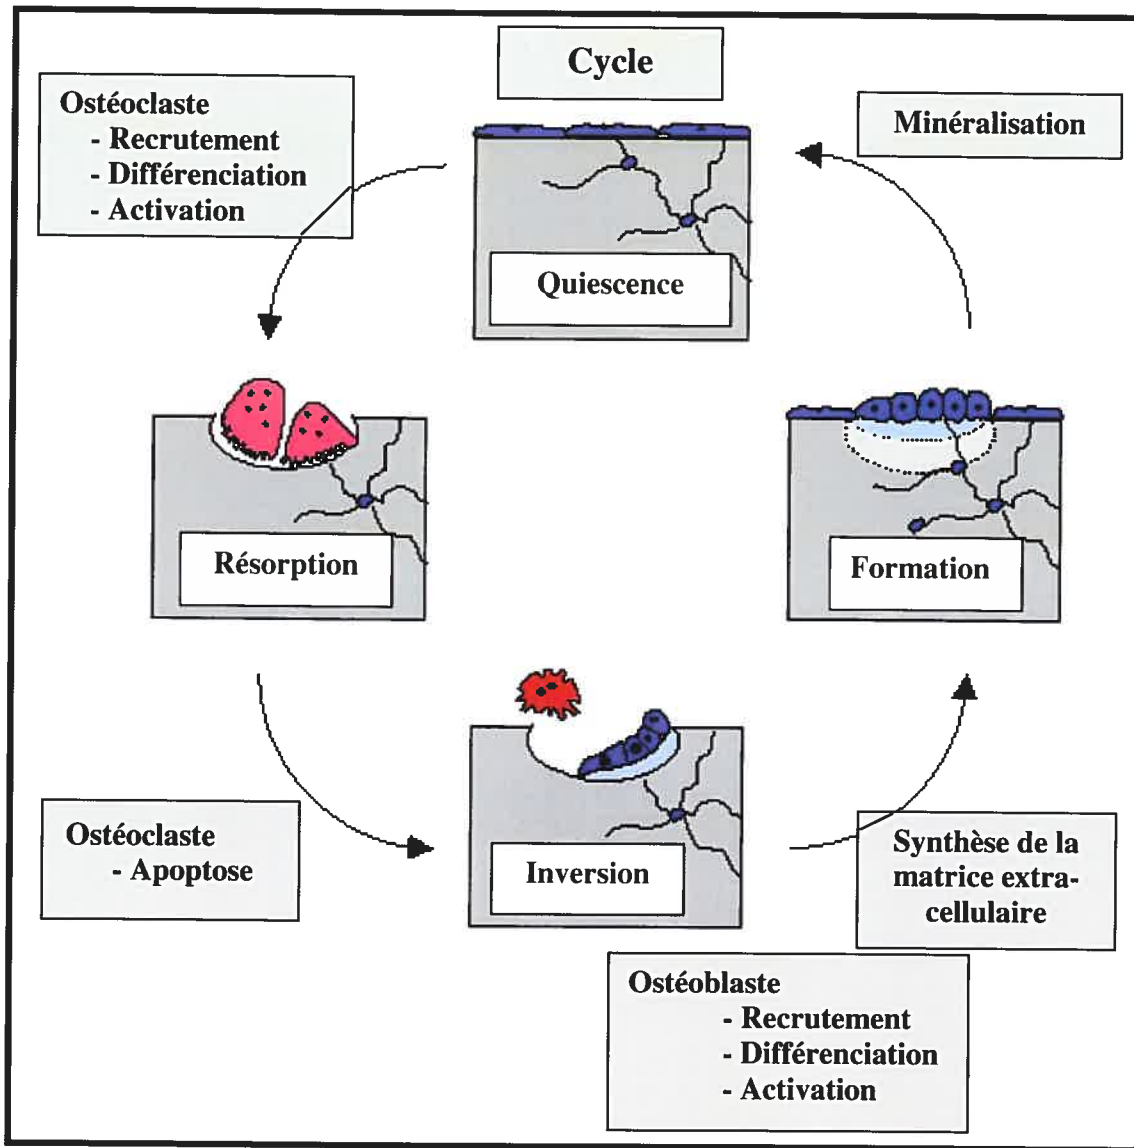 Cycle
Ostéoclaste
- Recrutement
- Différenciation
- Activation
Minéralisation
Quiescence
Résorption
Formation
Ostéoclaste
- Apoptose
Inversion
Synthèse de la
matrice extra-
cellulaire
Ostéoblaste
- Recrutement
- Différenciation
- Activation